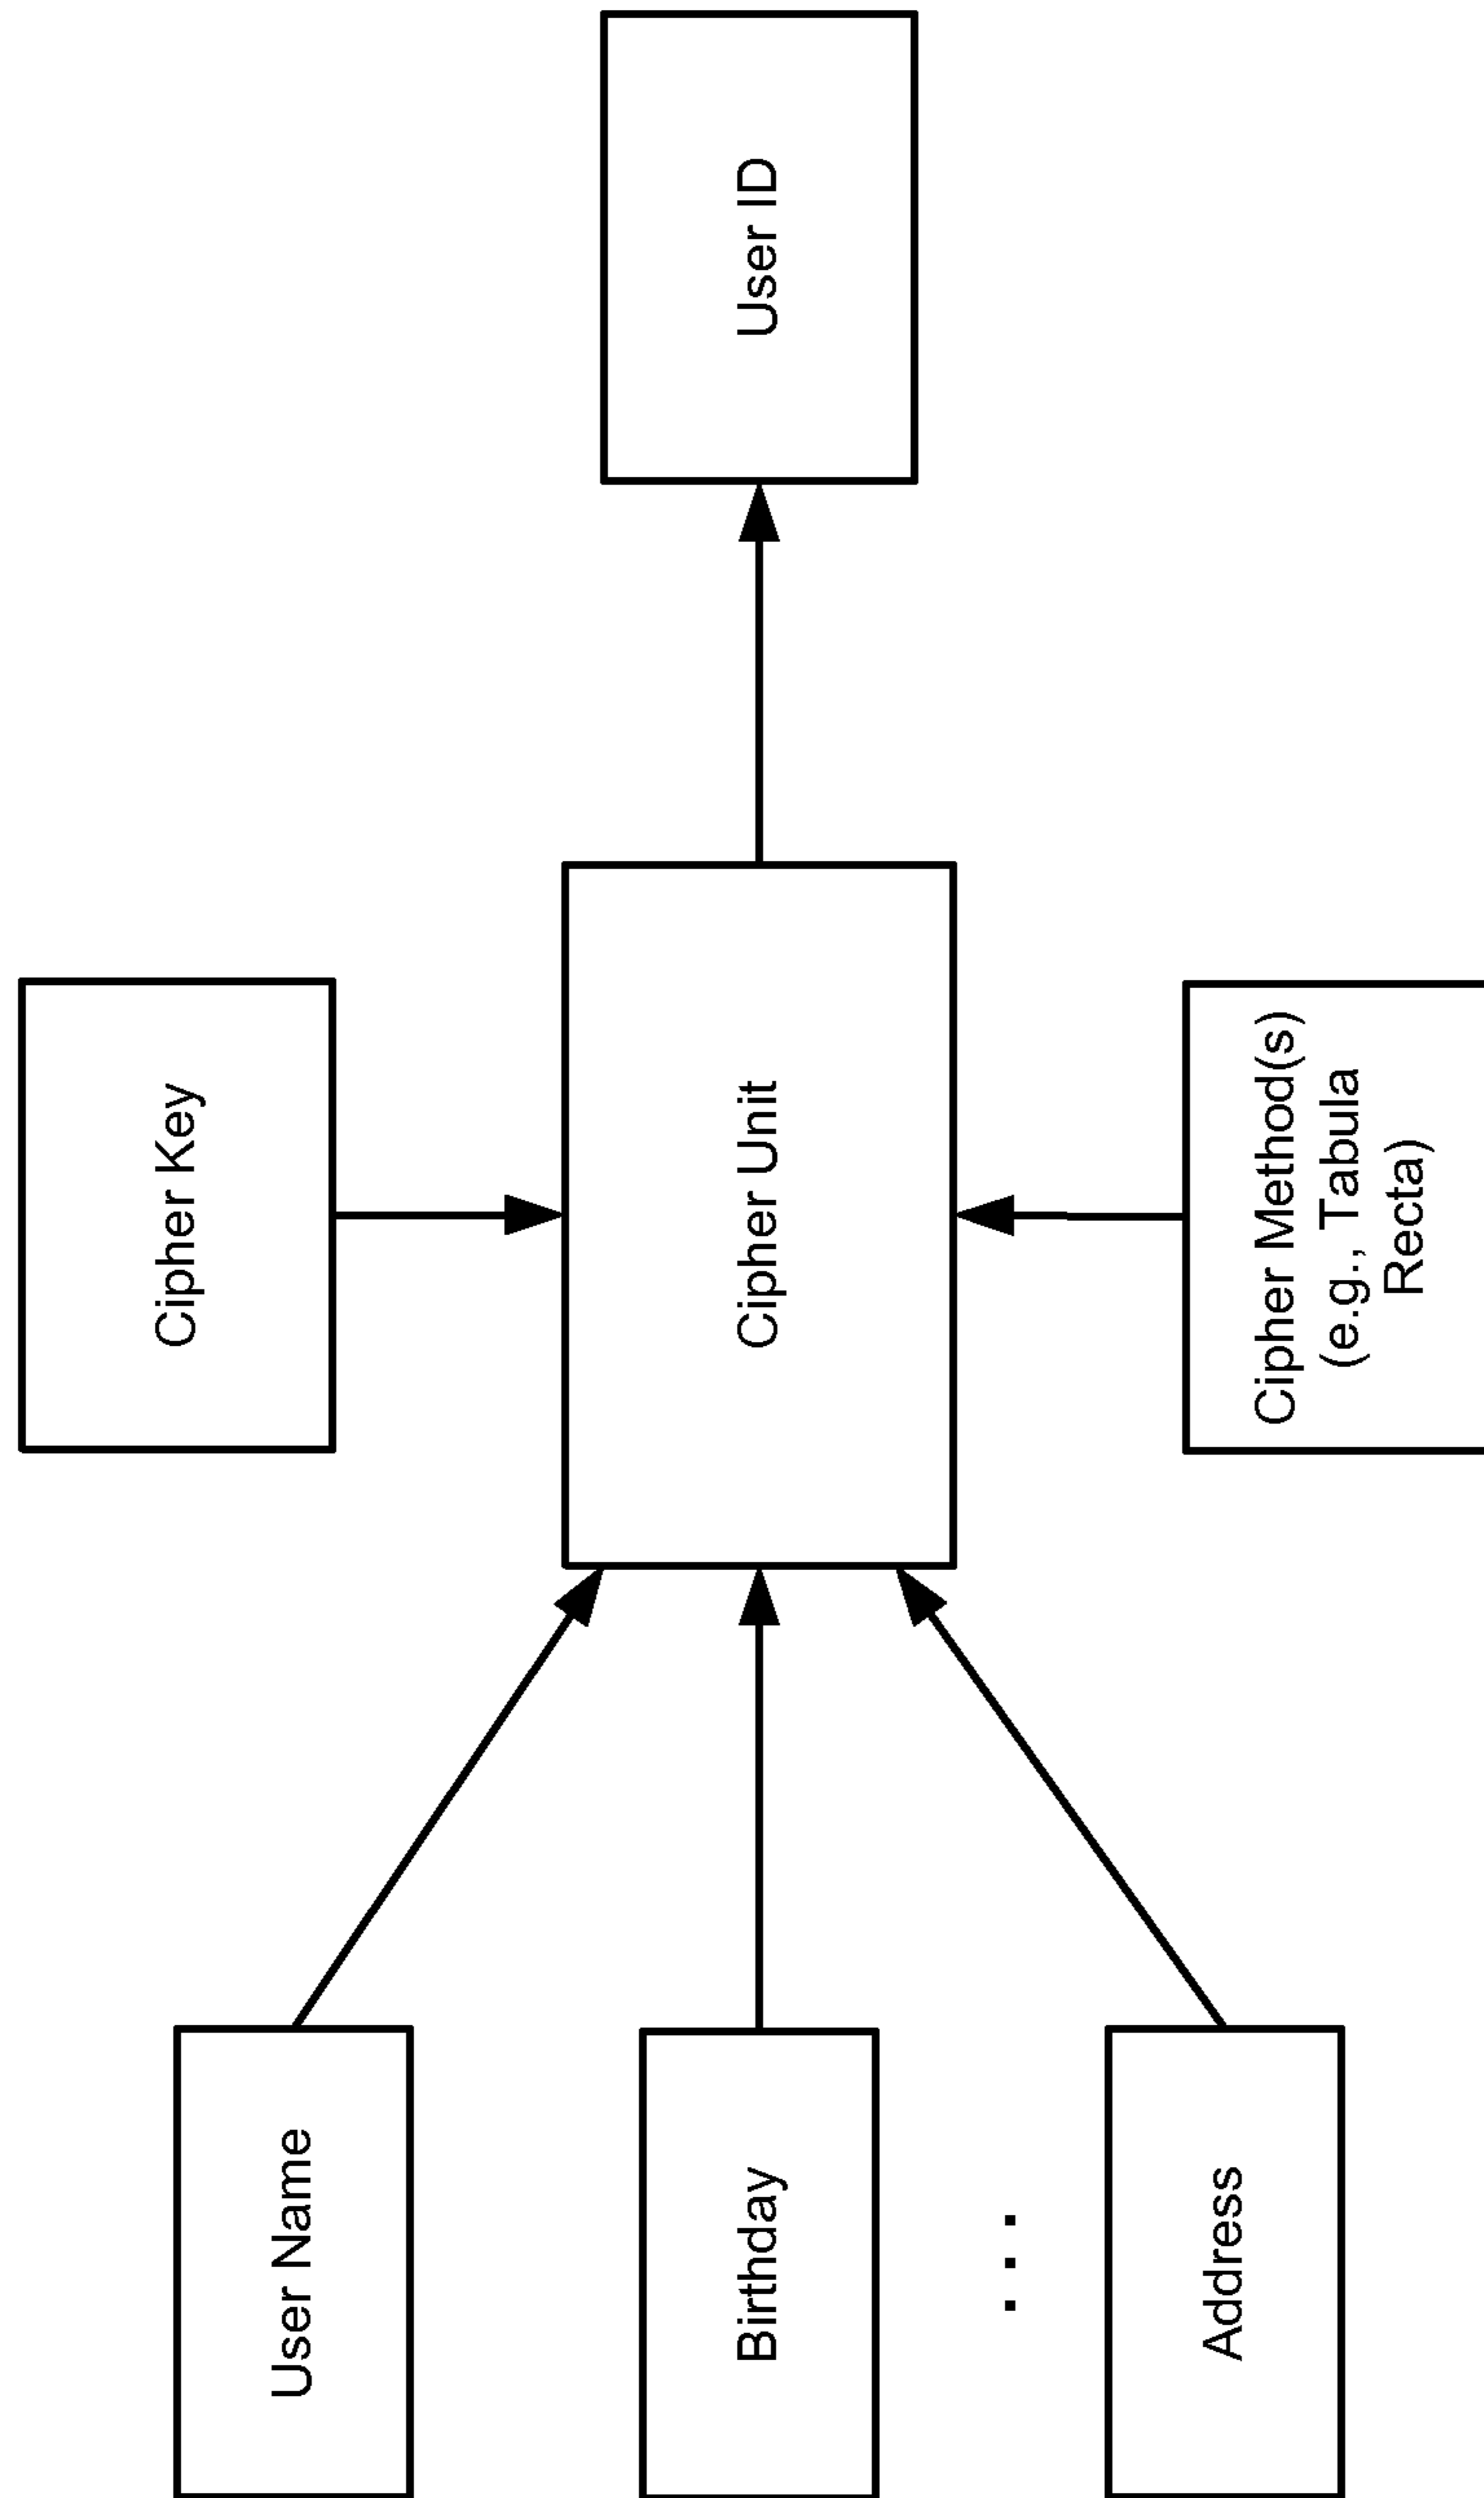 Cipher Key
User Name
Birthday
. . .
Address
Cipher Unit
User ID
Cipher Method(s)
(e.g., Tabula
Recta)